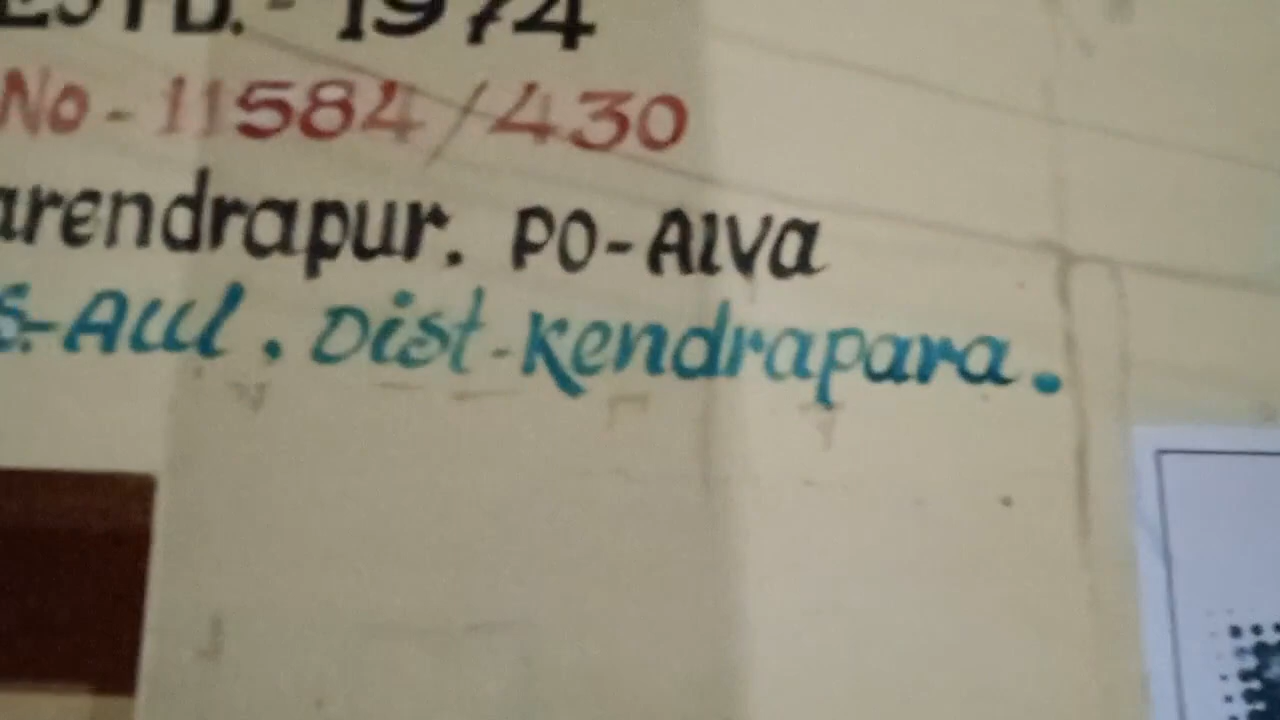 ESTD. - 1974
No - 11584/430
arendrapur. PO-Alva
S.-Aul. Dist-Kendrapara.